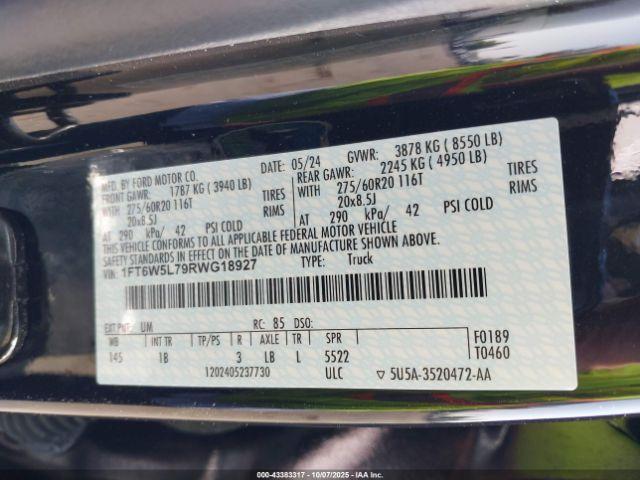 MFD. BY FORD MOTOR CO. DATE: 05/24 GVWR: 3878 KG ( 8550 LB)
FRONT GAWR: 1787 KG ( 3940 LB) REAR GAWR: 2245 KG ( 4950 LB)
WITH 275/60R20 116T TIRES WITH 275/60R20 116T TIRES
20x8.5J RIMS 20x8.5J RIMS
AT 290 kPa/ 42 PSI COLD AT 290 kPa/ 42 PSI COLD
THIS VEHICLE CONFORMS TO ALL APPLICABLE FEDERAL MOTOR VEHICLE
SAFETY STANDARDS IN EFFECT ON THE DATE OF MANUFACTURE SHOWN ABOVE.
VIN: 1FT6W5L79RWG18927 TYPE: Truck
EXT PNT: UM RC: 85 DSO:
WB INT TR TP/PS R AXLE TR SPR F0189
145 1B 3 LB L 5522 T0460
1202405237730 ULC ▽ 5U5A-3520472-AA
000-43383317 | 10/07/2025 | IAA Inc.